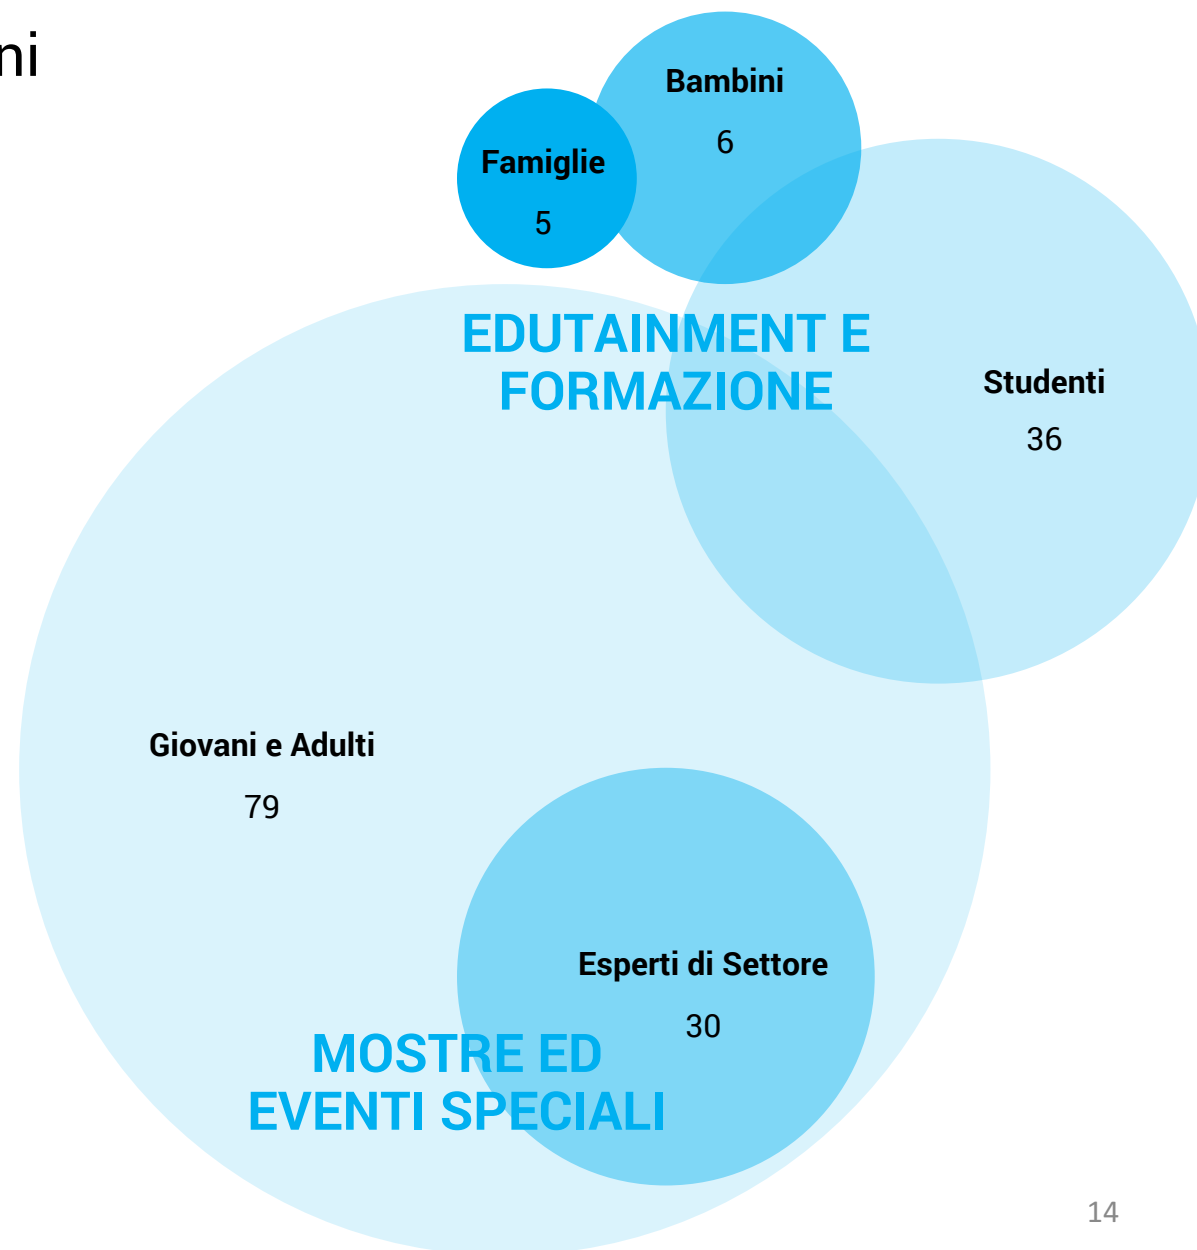 ni
Bambini
6
Famiglie
5
EDUTAINMENT E
FORMAZIONE
Studenti
36
Giovani e Adulti
79
Esperti di Settore
30
MOSTRE ED
EVENTI SPECIALI
14